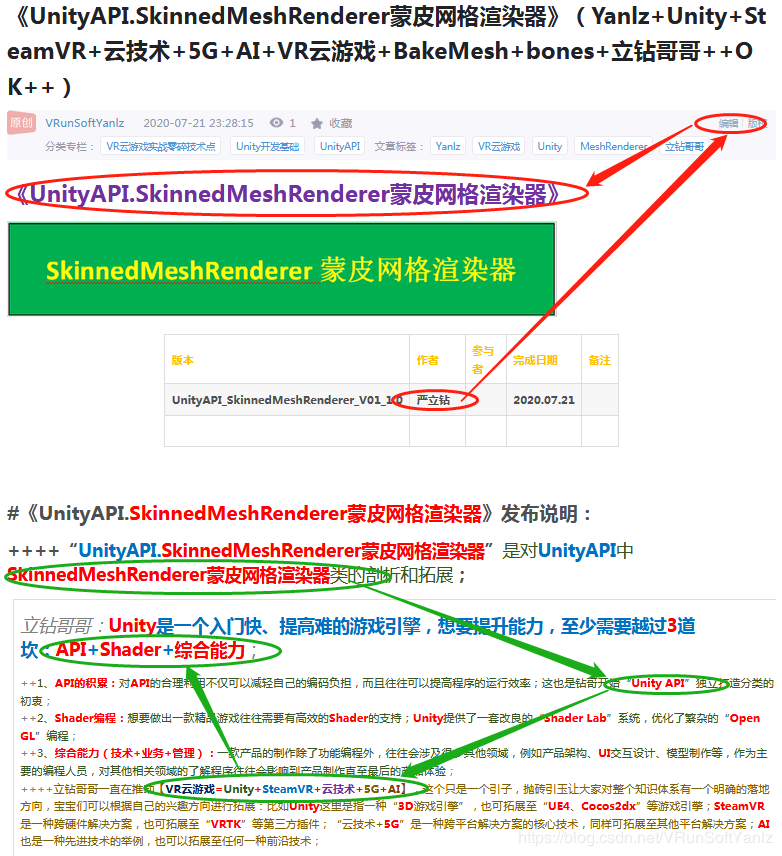 《UnityAPI.SkinnedMeshRenderer蒙皮网格渲染器》（Yanlz+Unity+St
eamVR+云技术+5G+AI+VR云游戏+BakeMesh+bones+立钻哥哥++O
K++）
原创 VRunSoftYanlz 2020-07-21 23:28:15 1 收藏 编辑
分类专栏： VR云游戏实战零碎技术点 Unity开发基础 UnityAPI 文章标签： Yanlz VR云游戏 Unity MeshRenderer 立钻哥哥
《UnityAPI.SkinnedMeshRenderer蒙皮网格渲染器》
SkinnedMeshRenderer 蒙皮网格渲染器
版本 作者 参与者 完成日期 备注
UnityAPI_SkinnedMeshRenderer_V01_1.0 严立钻 2020.07.21
#《UnityAPI.SkinnedMeshRenderer蒙皮网格渲染器》发布说明：
++++“UnityAPI.SkinnedMeshRenderer蒙皮网格渲染器”是对UnityAPI中
SkinnedMeshRenderer蒙皮网格渲染器类的剖析和拓展；
立钻哥哥：Unity是一个入门快、提高难的游戏引擎，想要提升能力，至少需要越过3道
坎：API+Shader+综合能力；
++1、API的积累：对API的合理利用不仅可以减轻自己的编码负担，而且往往可以提高程序的运行效率；这也是钻哥开始“Unity API”独立打造分类的
初衷；
++2、Shader编程：想要做出一款精品游戏往往需要有高效的Shader的支持；Unity提供了一套改良的“Shader Lab”系统，优化了繁杂的“Open
GL”编程；
++3、综合能力（技术+业务+管理）：一款产品的制作除了功能编程外，往往会涉及很多其他领域，例如产品架构、UI交互设计、模型制作等，作为主
要的编程人员，对其他相关领域的了解程序往往会影响到产品制作直至最后的产品体验；
++++立钻哥哥一直在推动【VR云游戏=Unity+SteamVR+云技术+5G+AI】，这个只是一个引子，抛砖引玉让大家对整个知识体系有一个明确的落地
方向，宝宝们可以根据自己的兴趣方向进行拓展：比如Unity这里是指一种“3D游戏引擎”，也可拓展至“UE4、Cocos2dx”等游戏引擎；SteamVR
是一种跨硬件解决方案，也可拓展至“VRTK”等第三方插件；“云技术+5G”是一种跨平台解决方案的核心技术，同样可拓展至其他平台解决方案；AI
也是一种先进技术的举例，也可以拓展至任何一种前沿技术；
https://blog.csdn.net/VRunSoftYanlz